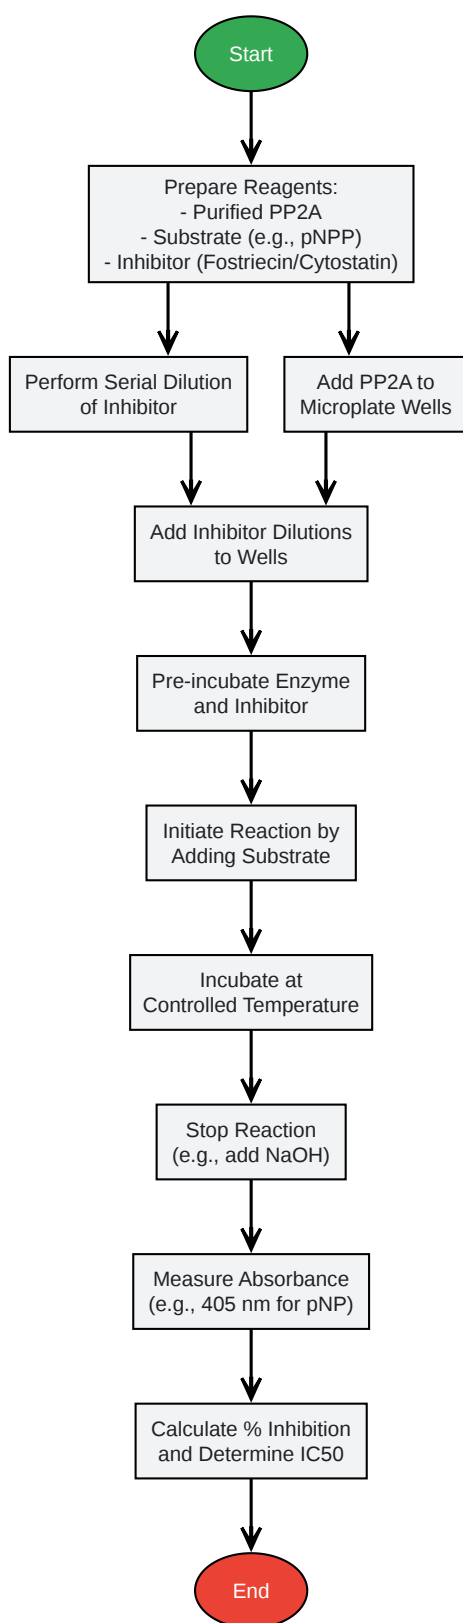 Start
Prepare Reagents:
- Purified PP2A
- Substrate (e.g., pNPP)
- Inhibitor (Fostriecin/Cytostatin)
Perform Serial Dilution
of Inhibitor
Add PP2A to
Microplate Wells
Add Inhibitor Dilutions
to Wells
Pre-incubate Enzyme
and Inhibitor
Initiate Reaction by
Adding Substrate
Incubate at
Controlled Temperature
Stop Reaction
(e.g., add NaOH)
Measure Absorbance
(e.g., 405 nm for pNP)
Calculate % Inhibition
and Determine IC50
End